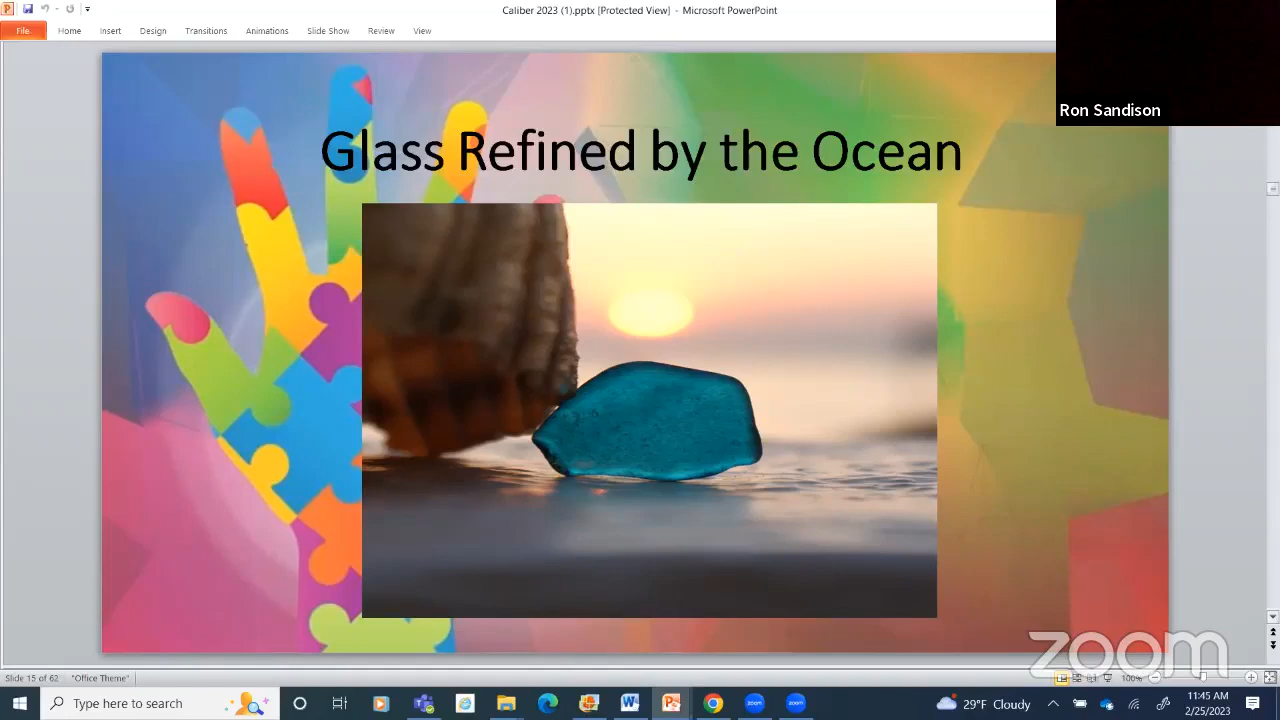 Caliber 2023 (1).pptx [Protected View] - Microsoft PowerPoint
File
Home
Insert
Design
Transitions
Animations
Slide Show
Review
View
Ron Sandison
Glass Refined by the Ocean
zoom
Slide 15 of 62
"Office Theme"
100%
Type here to search
zoom
zoom
29°F Cloudy
11:45 AM
2/25/2023